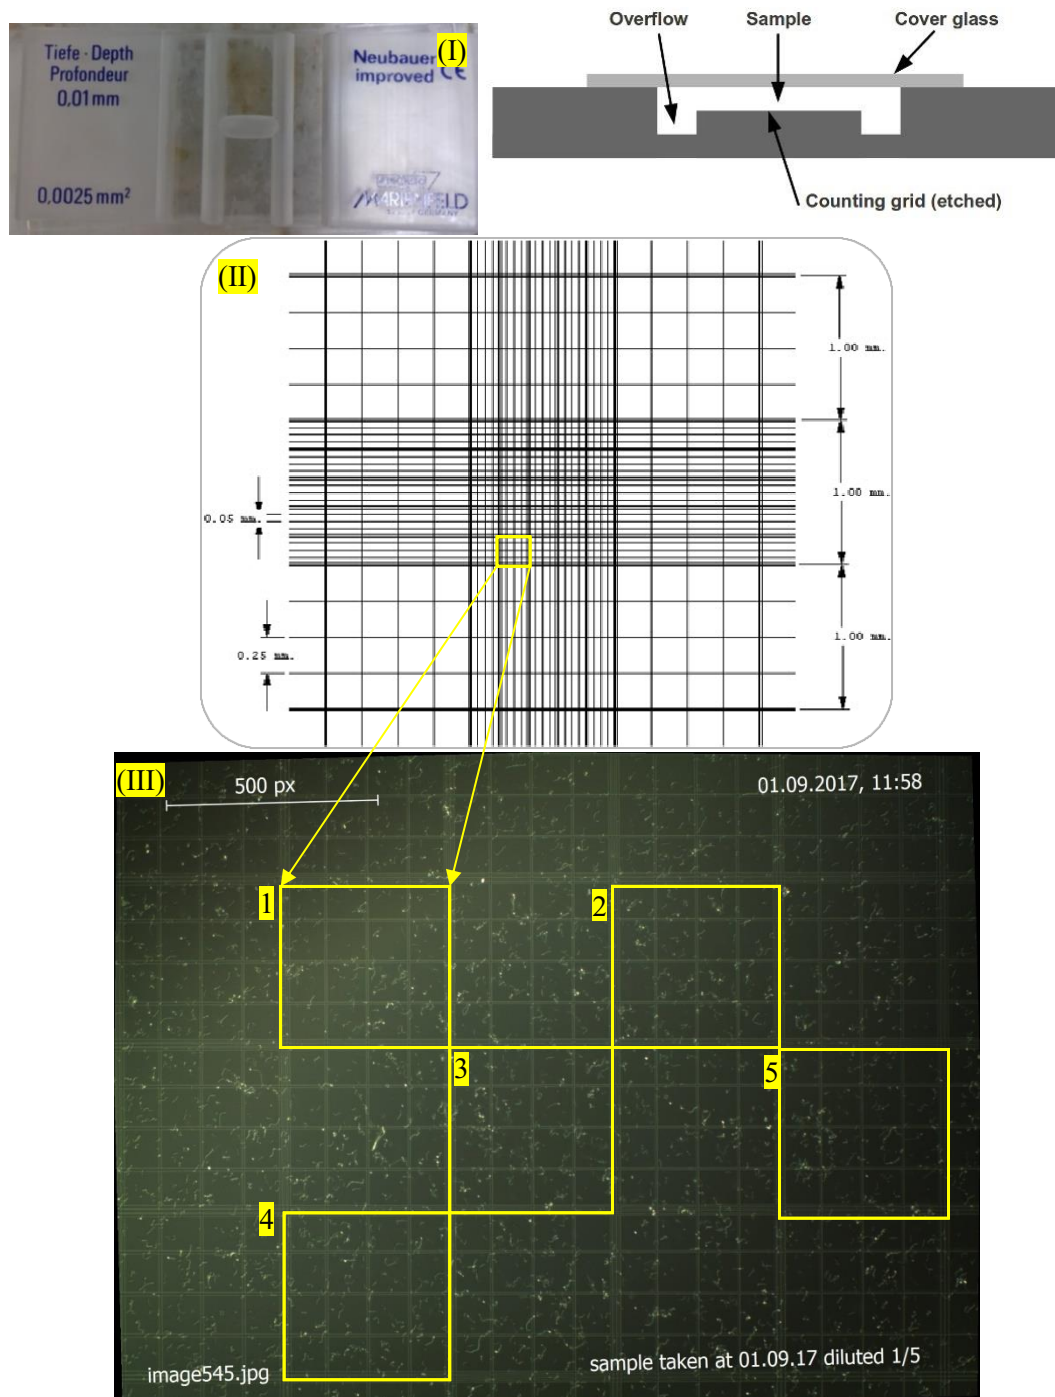 (I)
Tiefe · Depth
Profondeur
0,01 mm
0,0025 mm²
Neubauer
improved CE
MARIENFELD
Overflow
Sample
Cover glass
Counting grid (etched)
(II)
1.00 mm.
1.00 mm.
1.00 mm.
0.05 mm.
0.25 mm.
(III)
500 px
01.09.2017, 11:58
1
2
3
5
4
image545.jpg
sample taken at 01.09.17 diluted 1/5